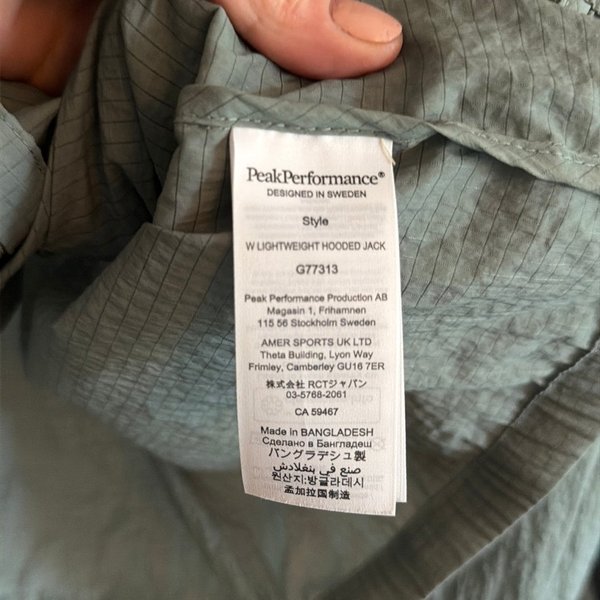 PeakPerformance®
DESIGNED IN SWEDEN
Style
W LIGHTWEIGHT HOODED JACK
G77313
Peak Performance Production AB
Magasin 1, Frihamnen
115 56 Stockholm Sweden
AMER SPORTS UK LTD
Theta Building, Lyon Way
Frimley, Camberley GU16 7ER
株式会社 RCTジャパン
03-5768-2061
CA 59467
Made in BANGLADESH
Сделано в Бангладеш
バングラデシュ製
صنع في بنغلادش
원산지:방글라데시
孟加拉国制造